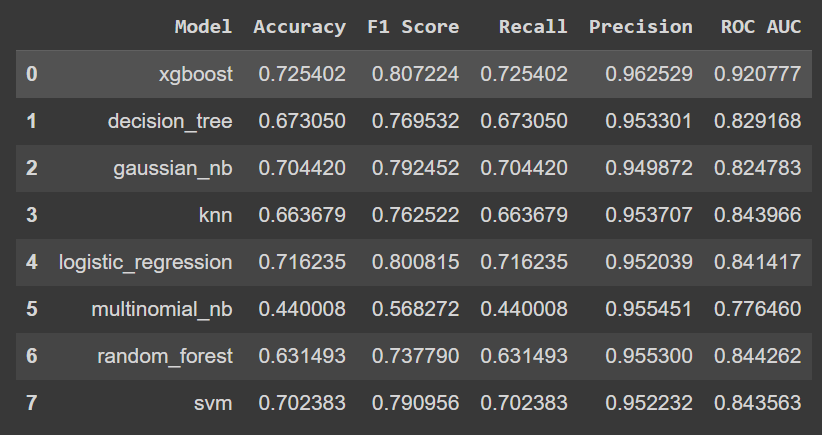 Model Accuracy F1 Score Recall Precision ROC AUC
0 xgboost 0.725402 0.807224 0.725402 0.962529 0.920777
1 decision_tree 0.673050 0.769532 0.673050 0.953301 0.829168
2 gaussian_nb 0.704420 0.792452 0.704420 0.949872 0.824783
3 knn 0.663679 0.762522 0.663679 0.953707 0.843966
4 logistic_regression 0.716235 0.800815 0.716235 0.952039 0.841417
5 multinomial_nb 0.440008 0.568272 0.440008 0.955451 0.776460
6 random_forest 0.631493 0.737790 0.631493 0.955300 0.844262
7 svm 0.702383 0.790956 0.702383 0.952232 0.843563